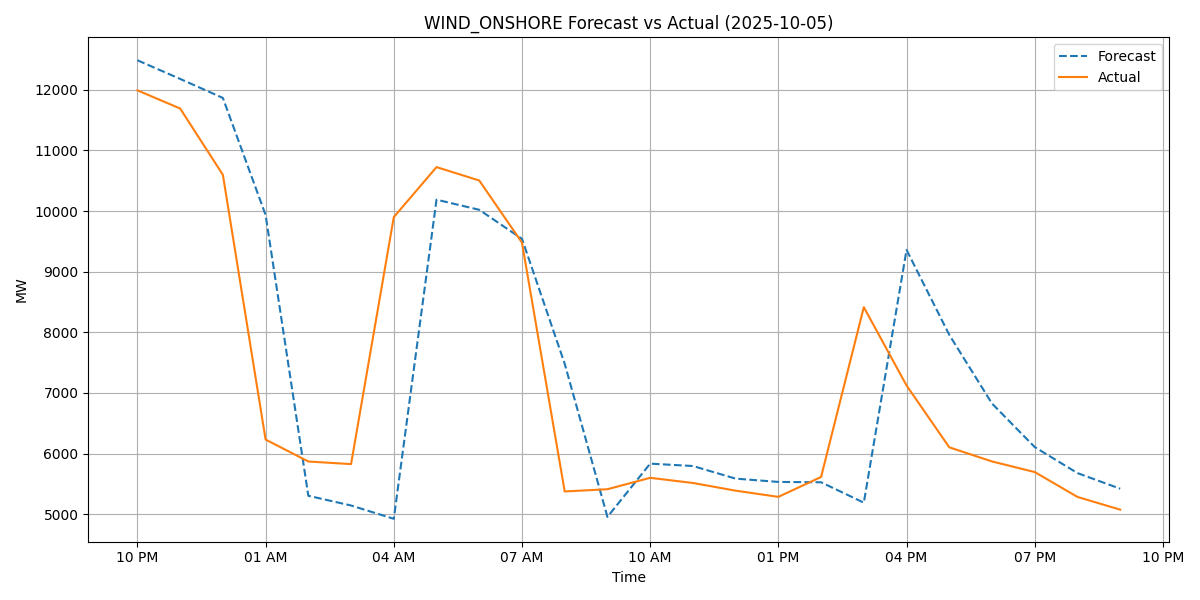 WIND_ONSHORE Forecast vs Actual (2025-10-05)
Forecast
Actual
12000
11000
10000
9000
8000
7000
6000
5000
MW
10 PM 01 AM 04 AM 07 AM 10 AM 01 PM 04 PM 07 PM 10 PM
Time